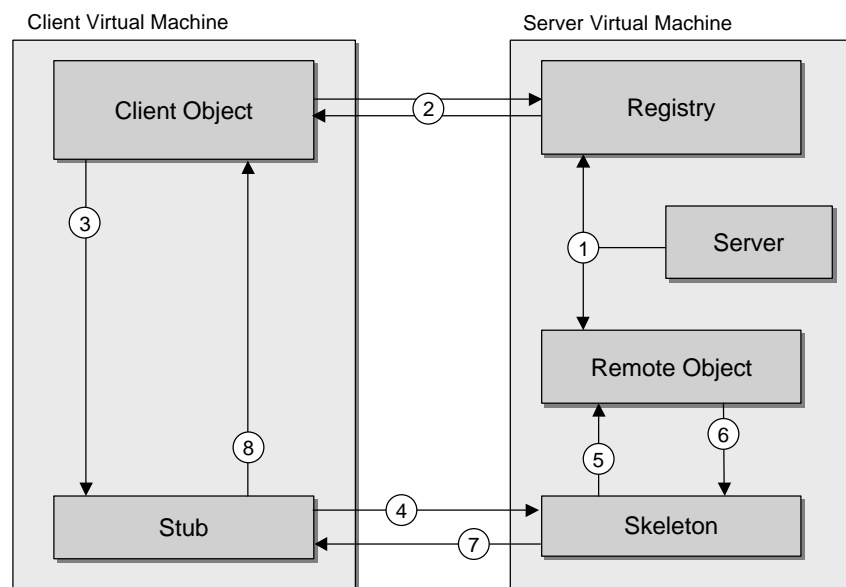 Client Virtual Machine
Server Virtual Machine
Client Object
2
Registry
3
1
Server
Remote Object
8
5
6
Stub
4
7
Skeleton